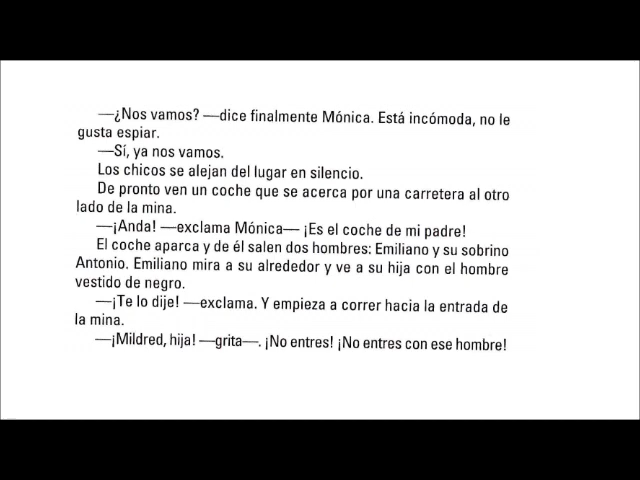 —¿Nos vamos? —dice finalmente Mónica. Está incómoda, no le
gusta espiar.
—Sí, ya nos vamos.
Los chicos se alejan del lugar en silencio.
De pronto ven un coche que se acerca por una carretera al otro
lado de la mina.
—¡Anda! —exclama Mónica— ¡Es el coche de mi padre!
El coche aparca y de él salen dos hombres: Emiliano y su sobrino
Antonio. Emiliano mira a su alrededor y ve a su hija con el hombre
vestido de negro.
—¡Te lo dije! —exclama. Y empieza a correr hacia la entrada de
la mina.
—¡Mildred, hija! —grita—. ¡No entres! ¡No entres con ese hombre!